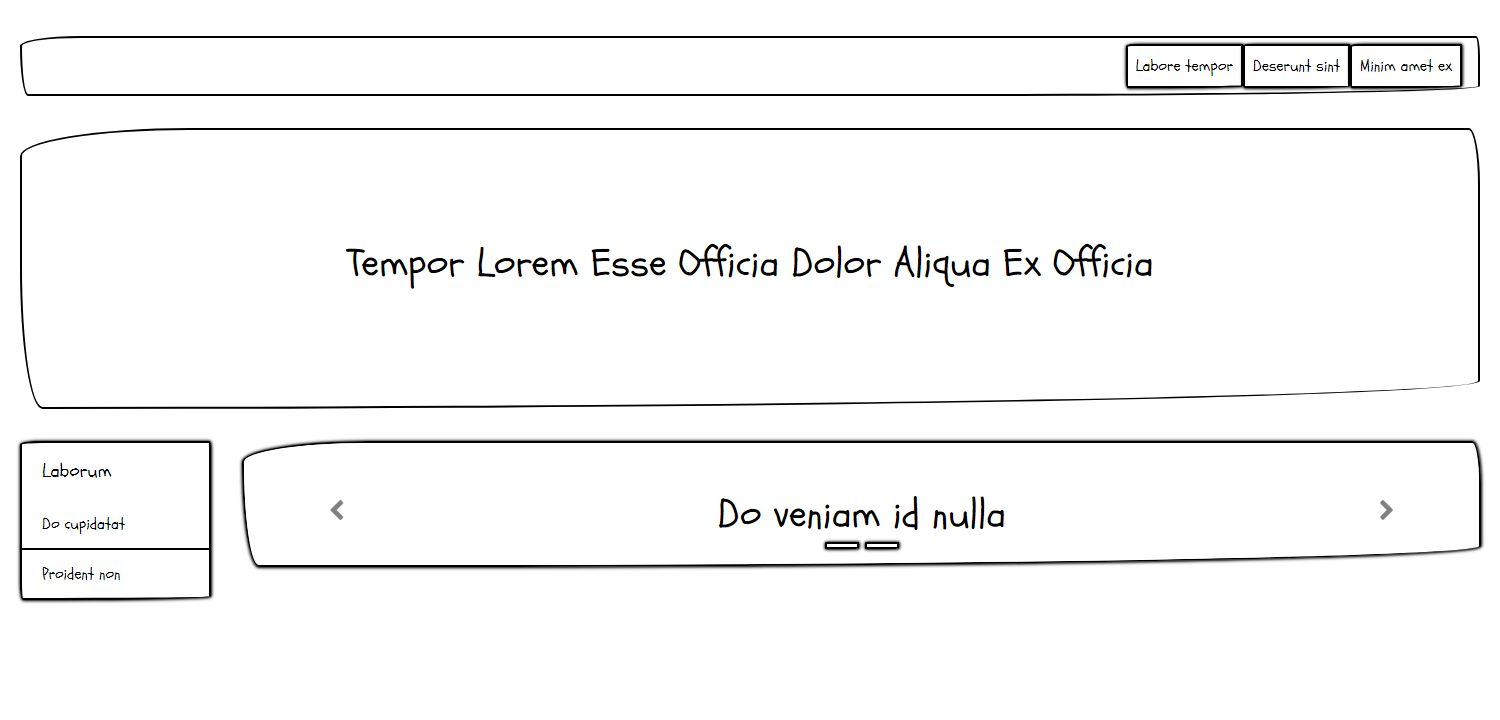 Labore tempor Deserunt sint Minim amet ex
Tempor Lorem Esse Officia Dolor Aliqua Ex Officia
Laborum
Do cupidatat
Proident non
Do veniam id nulla